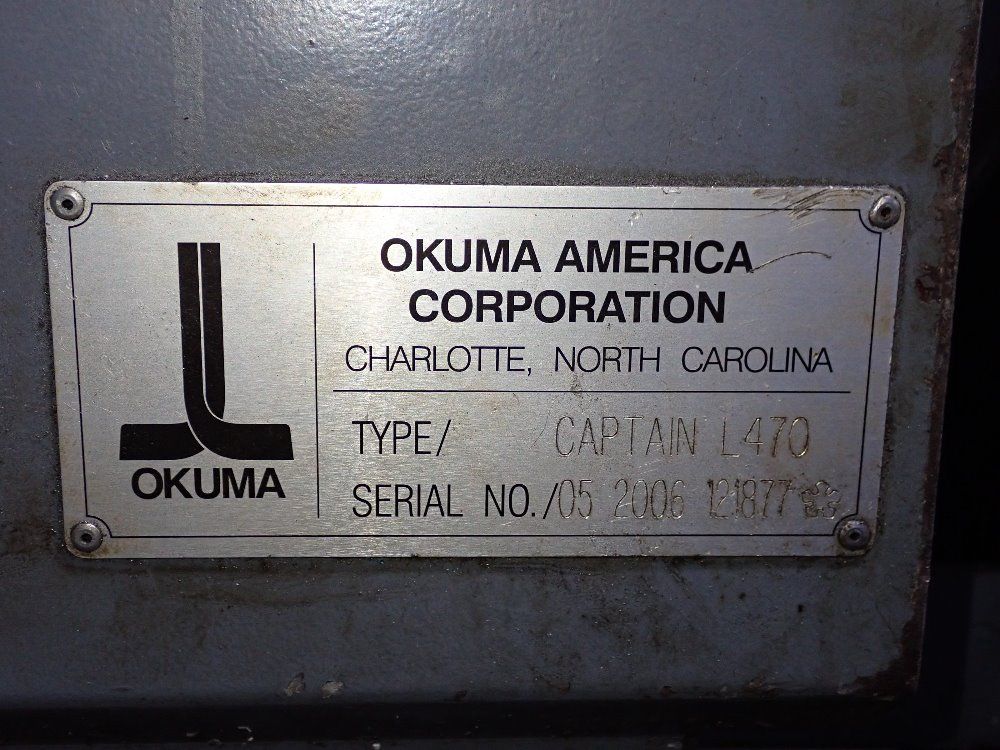 OKUMA AMERICA
CORPORATION
CHARLOTTE, NORTH CAROLINA
OKUMA
TYPE/ CAPTAIN L470
SERIAL NO./05 2006 121877